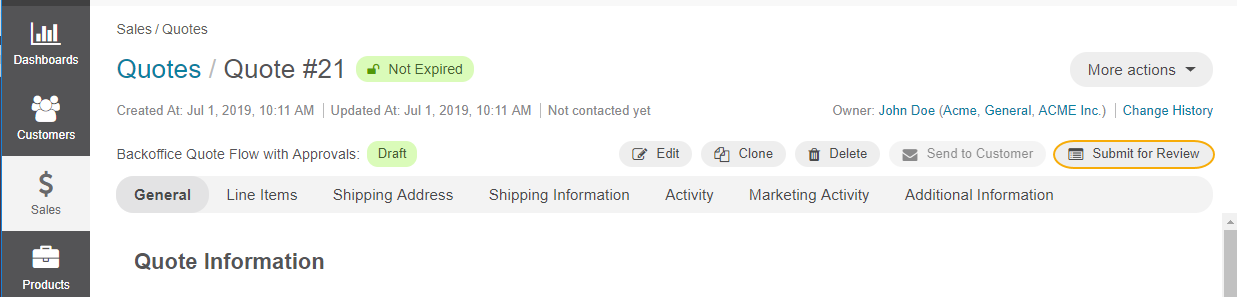 Dashboards
Customers
Sales
Products
Sales / Quotes
Quotes / Quote #21 Not Expired More actions
Created At: Jul 1, 2019, 10:11 AM Updated At: Jul 1, 2019, 10:11 AM Not contacted yet Owner: John Doe (Acme, General, ACME Inc.) Change History
Backoffice Quote Flow with Approvals: Draft Edit Clone Delete Send to Customer Submit for Review
General Line Items Shipping Address Shipping Information Activity Marketing Activity Additional Information
Quote Information